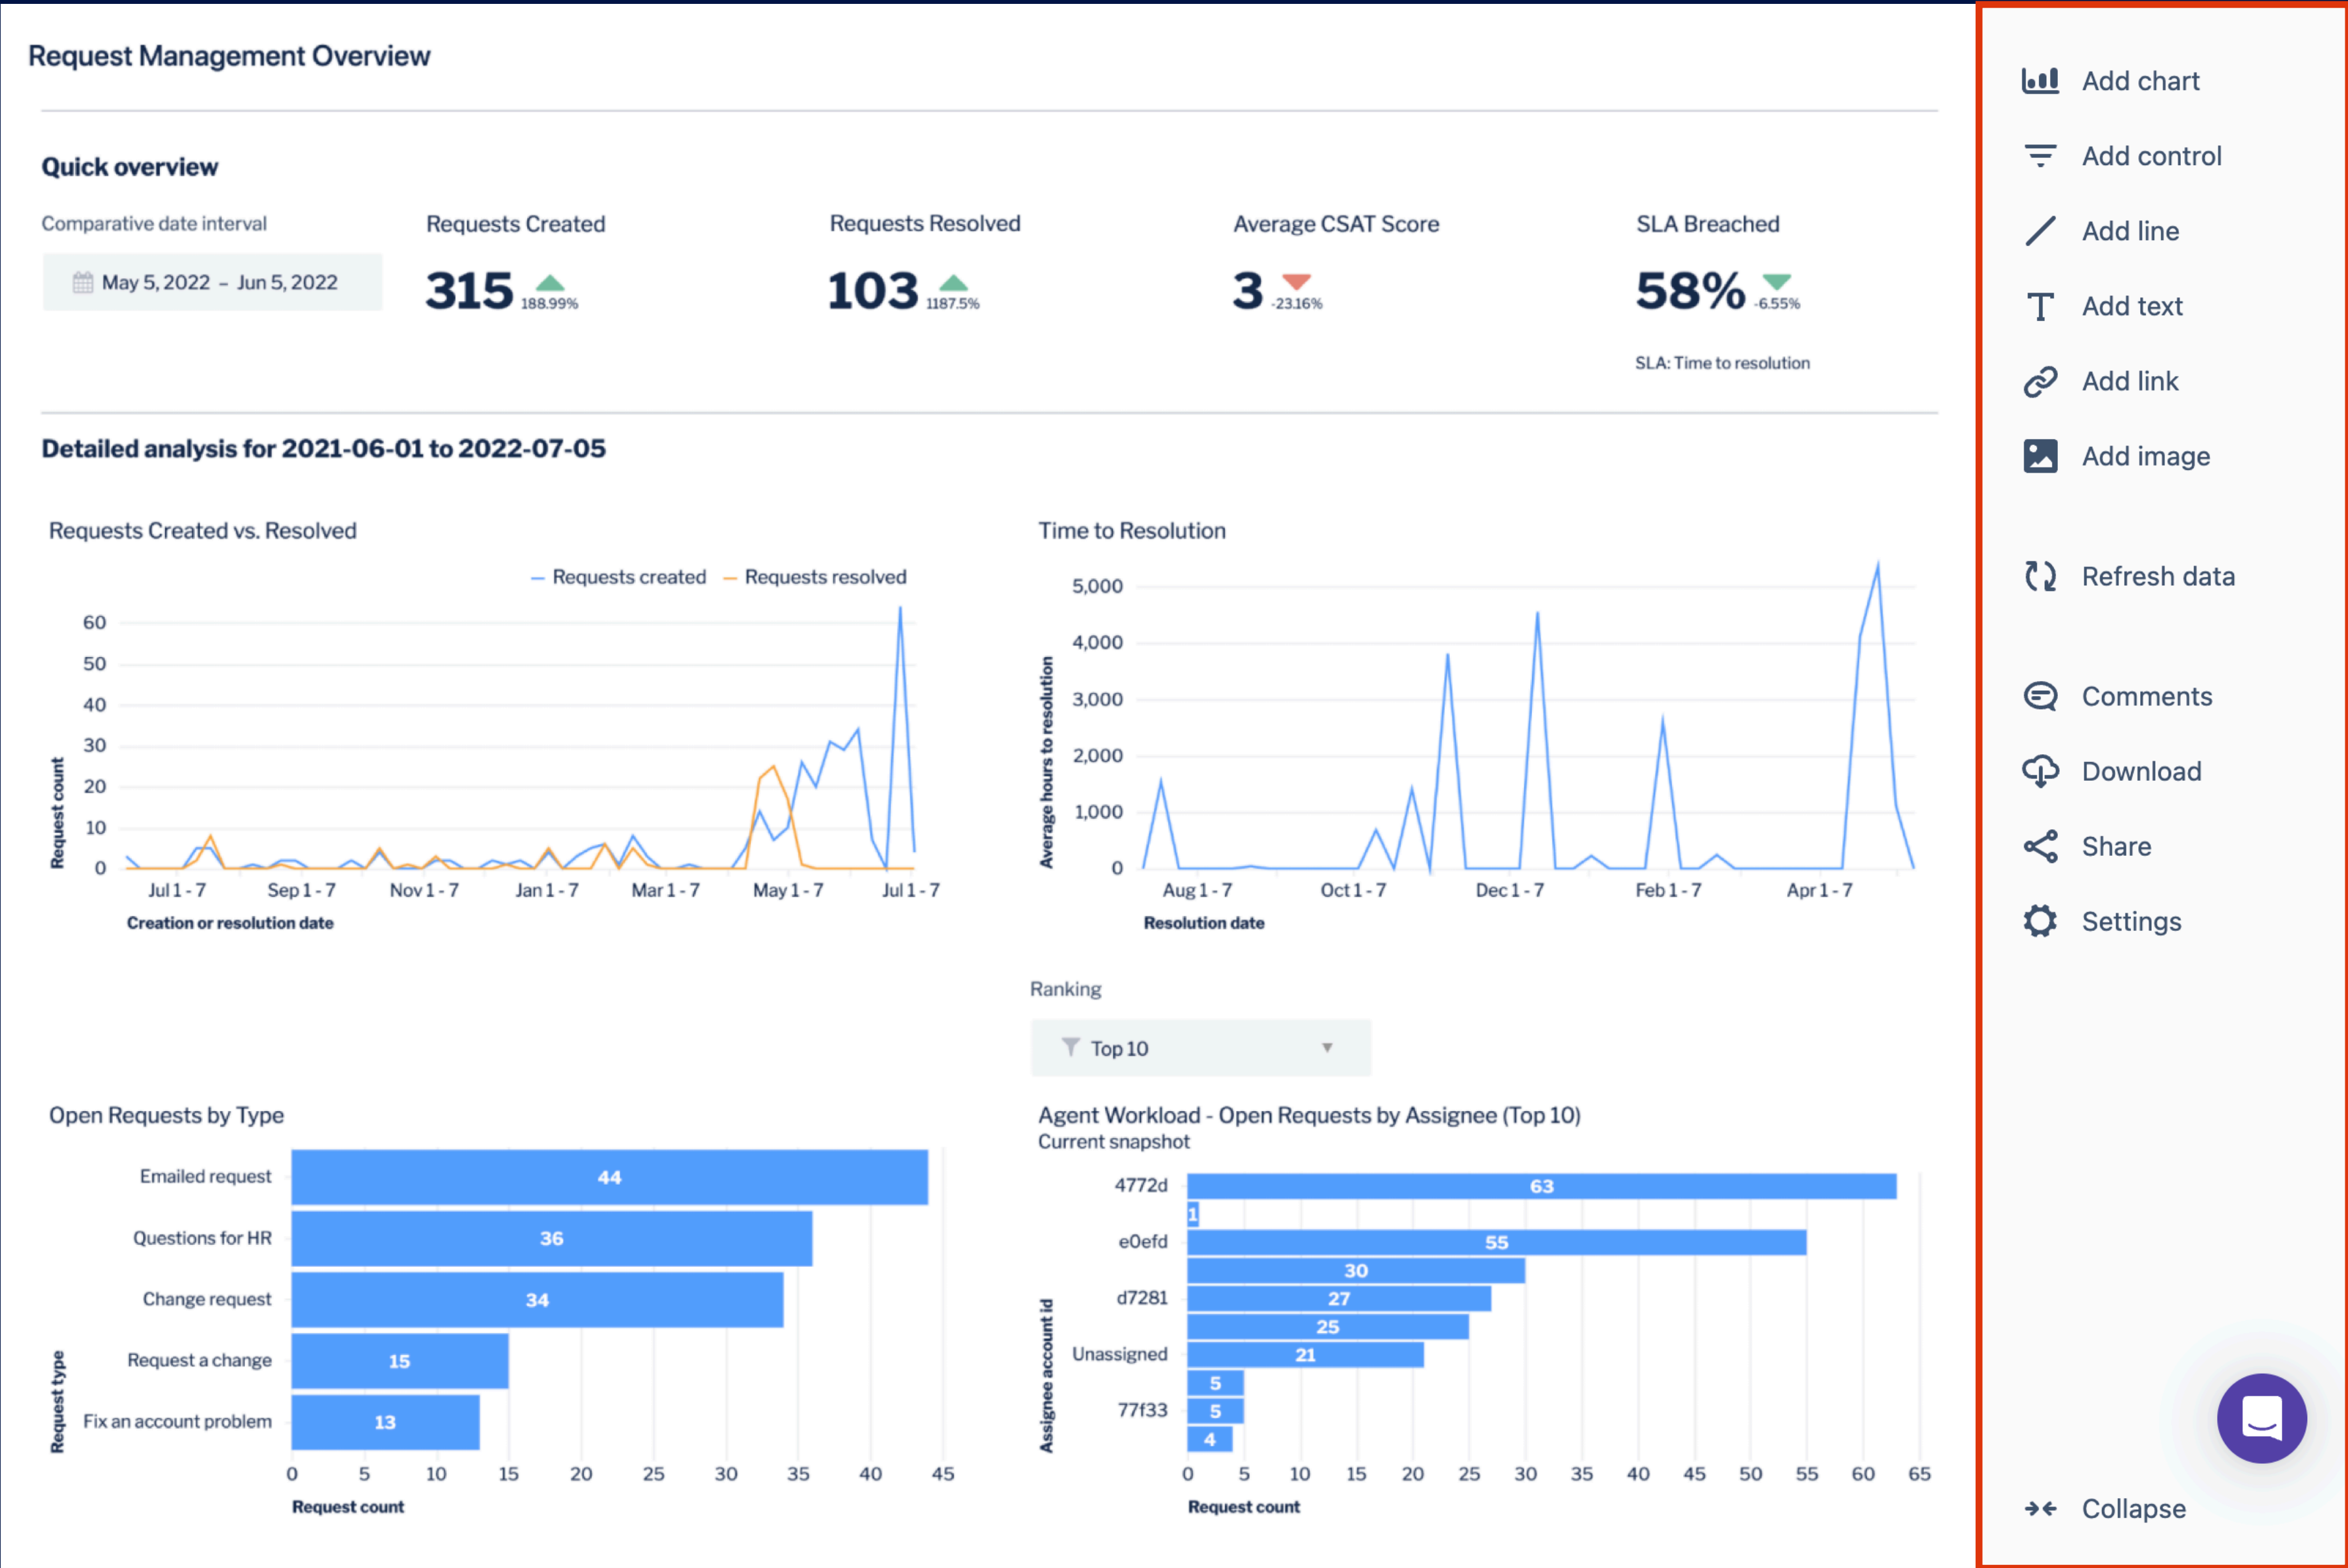 Request Management Overview
Quick overview
Comparative date interval
May 5, 2022 – Jun 5, 2022
Requests Created
315
188.99%
Requests Resolved
103
1187.5%
Average CSAT Score
3
-23.16%
SLA Breached
58%
-6.55%
SLA: Time to resolution
Detailed analysis for 2021-06-01 to 2022-07-05
Requests Created vs. Resolved
Requests created
Requests resolved
60
50
40
30
20
10
0
Request count
Jul 1 - 7
Sep 1 - 7
Nov 1 - 7
Jan 1 - 7
Mar 1 - 7
May 1 - 7
Jul 1 - 7
Creation or resolution date
Time to Resolution
5,000
4,000
3,000
2,000
1,000
0
Average hours to resolution
Aug 1 - 7
Oct 1 - 7
Dec 1 - 7
Feb 1 - 7
Apr 1 - 7
Resolution date
Ranking
Top 10
Open Requests by Type
Request type
Emailed request
44
Questions for HR
36
Change request
34
Request a change
15
Fix an account problem
13
0 5 10 15 20 25 30 35 40 45
Request count
Agent Workload - Open Requests by Assignee (Top 10)
Current snapshot
Assignee account id
4772d
63
1
e0efd
55
30
d7281
27
25
Unassigned
21
5
77f33
5
4
0 5 10 15 20 25 30 35 40 45 50 55 60 65
Request count
Add chart
Add control
Add line
Add text
Add link
Add image
Refresh data
Comments
Download
Share
Settings
Collapse